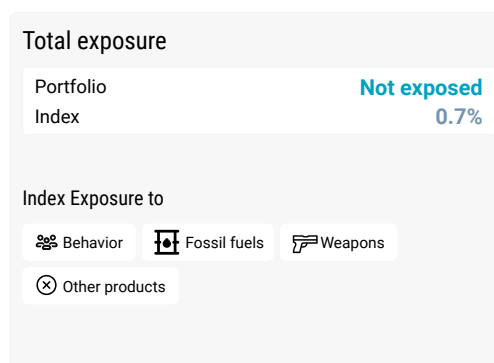 Total exposure
Portfolio Not exposed
Index 0.7%
Index Exposure to
Behavior Fossil fuels Weapons
Other products